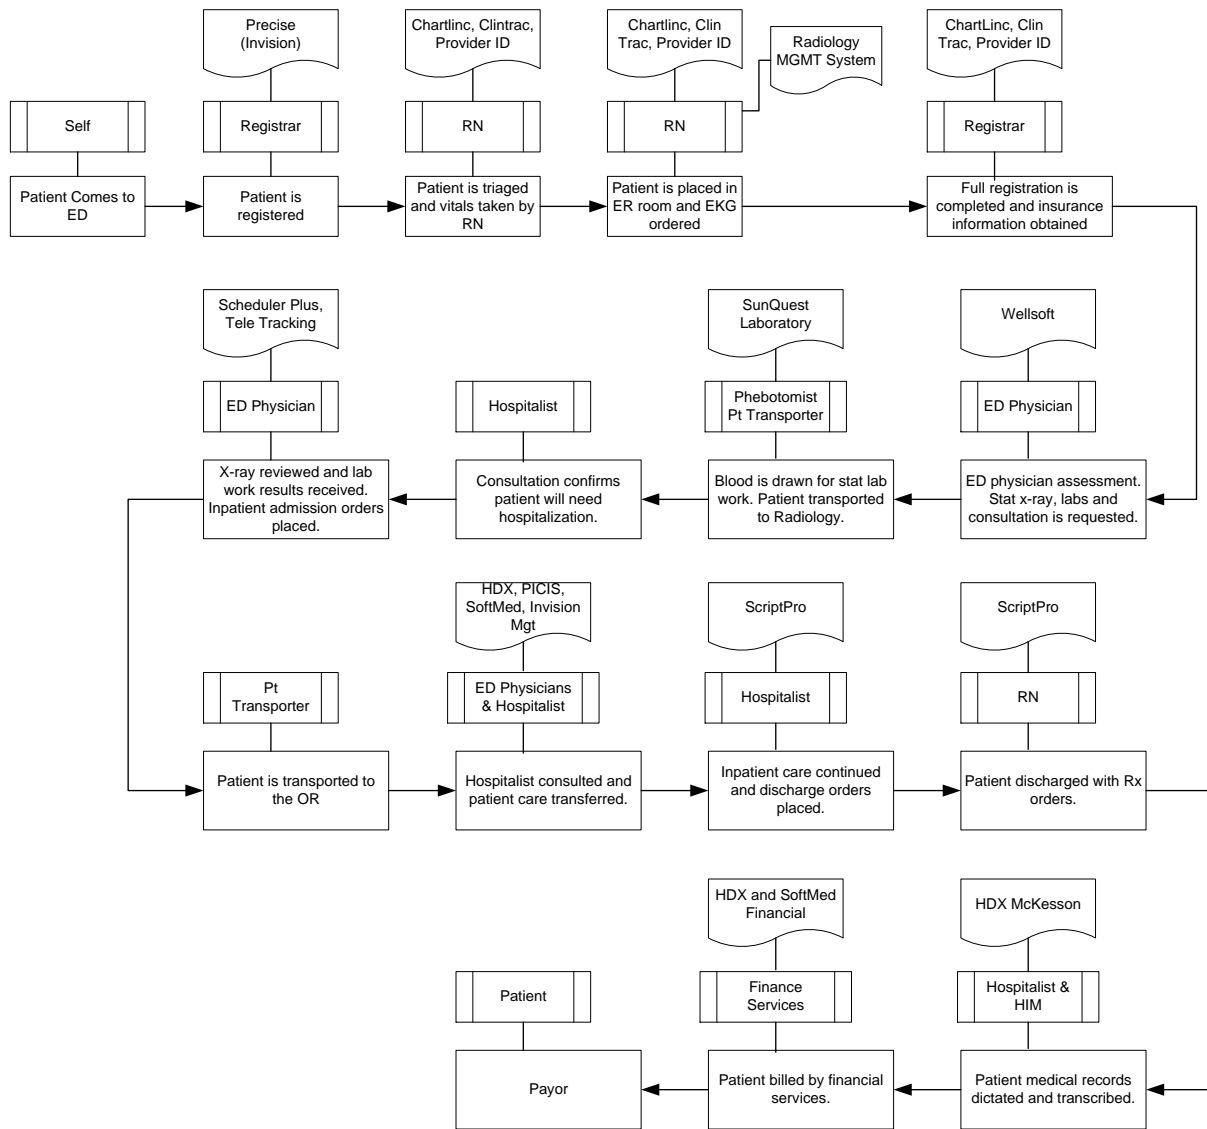 Precise
(Invision)
Chartlinc, Clintrac,
Provider ID
Chartlinc, Clin
Trac, Provider ID
Radiology
MGMT System
ChartLinc, Clin
Trac, Provider ID
Self
Registrar
RN
RN
Registrar
Patient Comes to
ED
Patient is
registered
Patient is triaged
and vitals taken by
RN
Patient is placed in
ER room and EKG
ordered
Full registration is
completed and insurance
information obtained
Scheduler Plus,
Tele Tracking
SunQuest
Laboratory
Wellsoft
ED Physician
Hospitalist
Phebotomist
Pt Transporter
ED Physician
X-ray reviewed and lab
work results received.
Inpatient admission orders
placed.
Consultation confirms
patient will need
hospitalization.
Blood is drawn for stat lab
work. Patient transported
to Radiology.
ED physician assessment.
Stat x-ray, labs and
consultation is requested.
HDX, PICIS,
SoftMed, Invision
Mgt
ScriptPro
ScriptPro
Pt
Transporter
ED Physicians
& Hospitalist
Hospitalist
RN
Patient is transported to
the OR
Hospitalist consulted and
patient care transferred.
Inpatient care continued
and discharge orders
placed.
Patient discharged with Rx
orders.
HDX and SoftMed
Financial
HDX McKesson
Patient
Finance
Services
Hospitalist &
HIM
Payor
Patient billed by financial
services.
Patient medical records
dictated and transcribed.